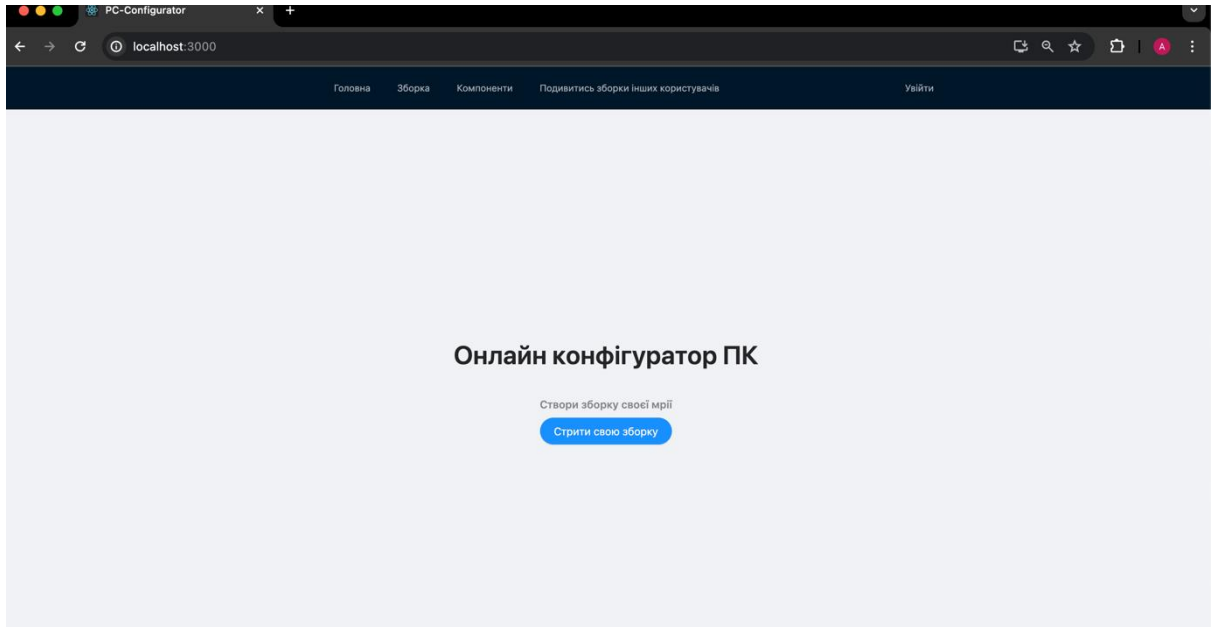 PC-Configurator
localhost:3000
A
Головна Зборка Компоненти Подивитись зборки інших користувачів Увійти
Онлайн конфігуратор ПК
Створи зборку своєї мрії
Стрити свою зборку